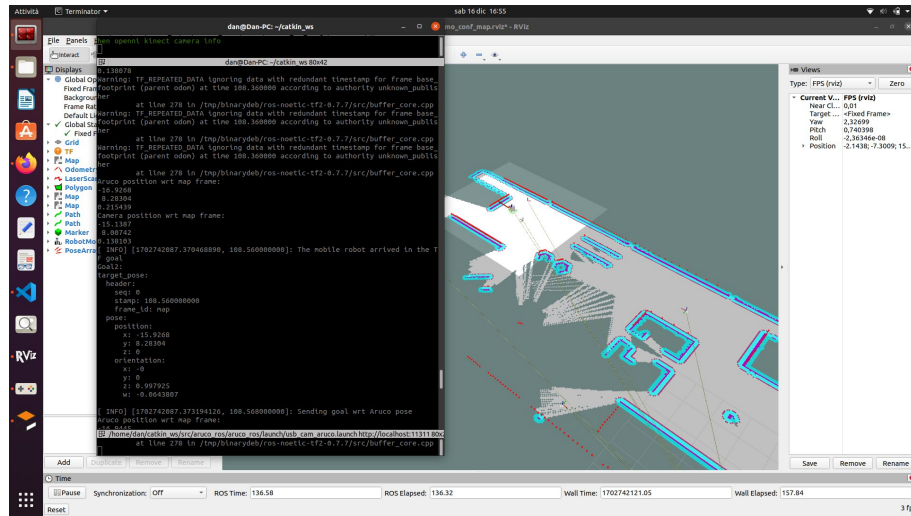 Attività
Terminator
sab 16 dic 16:55
dan@Dan-PC: ~/catkin_ws
mo_conf_map.rviz* - RViz
File Panels
then openni kinect camera info
Interact
dan@Dan-PC: ~/catkin_ws 80x42
Displays
Global Op
Fixed Fram
Backgroun
Frame Rat
Default Li
Global Sta
Fixed F
Grid
TF
Map
Odometr
LaserScan
Map
Polygon
Map
Path
Path
Marker
RobotMo
PoseArra
0.138078
Warning: TF_REPEATED_DATA ignoring data with redundant timestamp for frame base_
footprint (parent odom) at time 108.360000 according to authority unknown_publis
her
at line 278 in /tmp/binarydeb/ros-noetic-tf2-0.7.7/src/buffer_core.cpp
Warning: TF_REPEATED_DATA ignoring data with redundant timestamp for frame base_
footprint (parent odom) at time 108.360000 according to authority unknown_publis
her
at line 278 in /tmp/binarydeb/ros-noetic-tf2-0.7.7/src/buffer_core.cpp
Warning: TF_REPEATED_DATA ignoring data with redundant timestamp for frame base_
footprint (parent odom) at time 108.360000 according to authority unknown_publis
her
at line 278 in /tmp/binarydeb/ros-noetic-tf2-0.7.7/src/buffer_core.cpp
Aruco position wrt map frame:
-16.9268
8.28304
0.215439
Camera position wrt map frame:
-15.1387
8.08742
0.138103
[ INFO] [1702742087.370468890, 108.560000000]: The mobile robot arrived in the T
F goal
Goal2:
target_pose:
header:
seq: 0
stamp: 108.560000000
frame_id: map
pose:
position:
x: -15.9268
y: 8.28304
z: 0
orientation:
x: -0
y: 0
z: 0.997925
w: -0.0643807
[ INFO] [1702742087.373194126, 108.568000000]: Sending goal wrt Aruco pose
Aruco position wrt map frame:
/home/dan/catkin_ws/src/aruco_ros/aruco_ros/launch/usb_cam_aruco.launch http://localhost:11311 80x
at line 278 in /tmp/binarydeb/ros-noetic-tf2-0.7.7/src/buffer_core.cpp
Views
Type: FPS (rviz)
Zero
Current V... FPS (rviz)
Near Cl... 0,01
Target ... <Fixed Frame>
Yaw 2,32699
Pitch 0,740398
Roll -2,36346e-08
Position -2.1438; -7.3009; 15...
RViz
Add Duplicate Remove Rename
Save Remove Rename
Time
Pause Synchronization: Off ROS Time: 136.58 ROS Elapsed: 136.32 Wall Time: 1702742121.05 Wall Elapsed: 157.84
Reset
3 fp